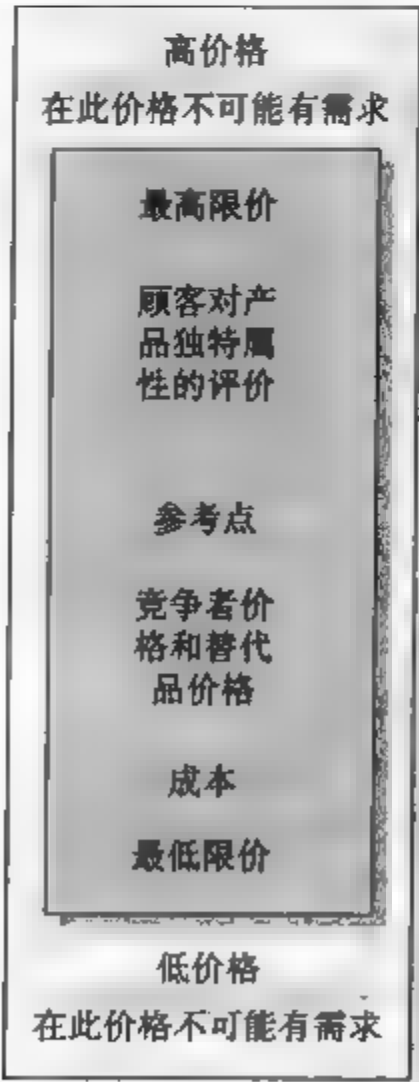 高价格
在此价格不可能有需求
最高限价
顾客对产
品独特属
性的评价
参考点
竞争者价
格和替代
品价格
成本
最低限价
低价格
在此价格不可能有需求